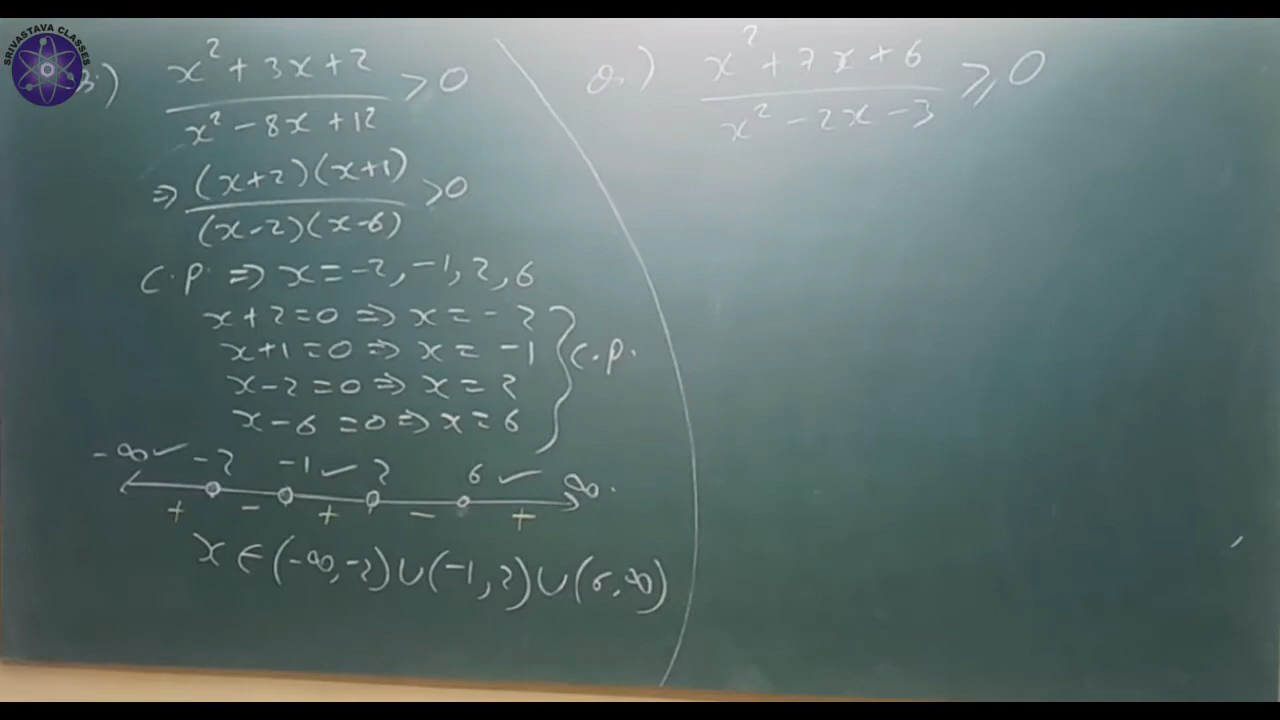 SRIVASTAVA CLASSES
x² + 3x + 2 / x² - 8x + 12 > 0
⇒ (x+2)(x+1) / (x-2)(x-6) > 0
C.P. ⇒ x = -2, -1, 2, 6
x+2=0 ⇒ x = -2
x+1=0 ⇒ x = -1
x-2=0 ⇒ x = 2
x-6=0 ⇒ x = 6
C.P.
-∞ ✓ -2 -1 ✓ 2 6 ✓ ∞
+ - + - +
x ∈ (-∞,-2) ∪ (-1,2) ∪ (6,∞)
Q.) x² + 7x + 6 / x² - 2x - 3 ≥ 0